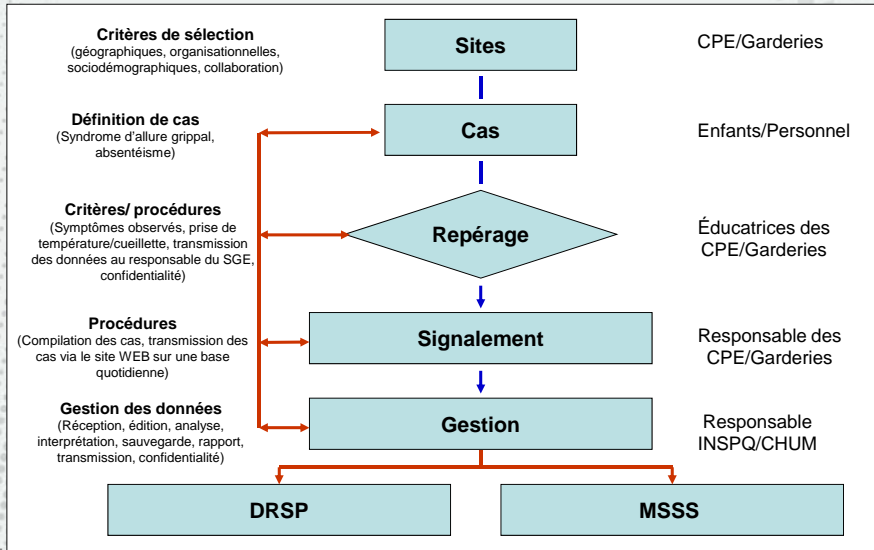 Critères de sélection
(géographiques, organisationnelles,
sociodémographiques, collaboration)
Sites
CPE/Garderies
Définition de cas
(Syndrome d'allure grippal,
absentéisme)
Cas
Enfants/Personnel
Critères/ procédures
(Symptômes observés, prise de
température/cueillette, transmission
des données au responsable du SGE,
confidentialité)
Repérage
Éducatrices des
CPE/Garderies
Procédures
(Compilation des cas, transmission des
cas via le site WEB sur une base
quotidienne)
Signalement
Responsable des
CPE/Garderies
Gestion des données
(Réception, édition, analyse,
interprétation, sauvegarde, rapport,
transmission, confidentialité)
Gestion
Responsable
INSPQ/CHUM
DRSP
MSSS